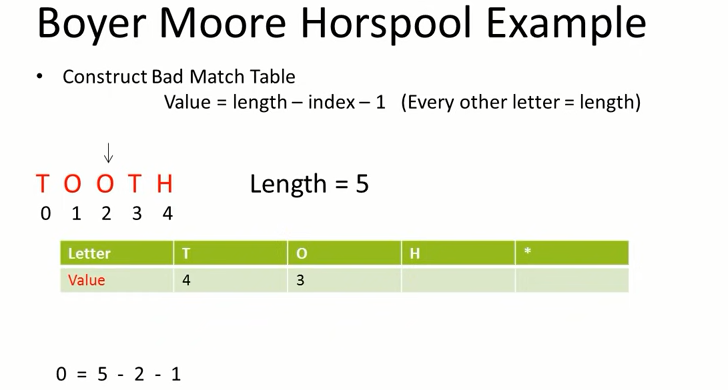 Boyer Moore Horspool Example
• Construct Bad Match Table
Value = length – index – 1 (Every other letter = length)
T O O T H Length = 5
0 1 2 3 4
Letter T O H *
Value 4 3
O = 5 - 2 - 1